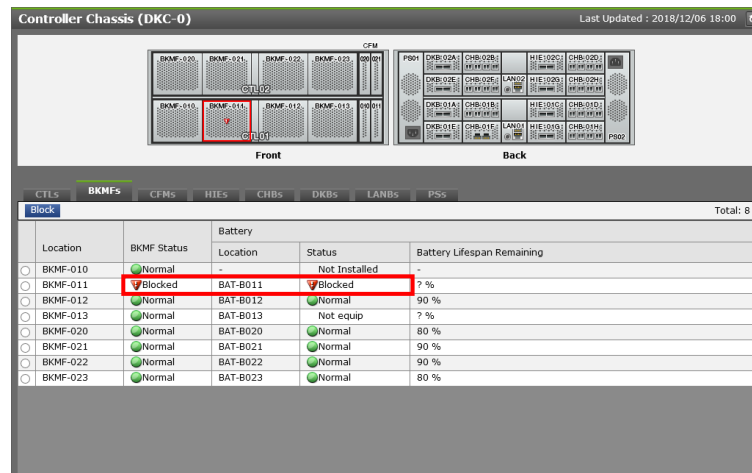 Controller Chassis (DKC-0)
Last Updated : 2018/12/06 18:00
CFM
BKMF-020 BKMF-021 BKMF-022 BKMF-023 020 021
CTL02
BKMF-010 BKMF-011 BKMF-012 BKMF-013 010 011
CTL01
Front
PS01 DKB:02A CHB:02B HIE:02C CHB:02D
DKB:02E CHB:02F LAN02 HIE:02G CHB:02H
DKB:01A CHB:01B HIE:01C CHB:01D
DKB:01E CHB:01F LAN01 HIE:01G CHB:01H PS02
Back
CTLs BKMFs CFMs HIEs CHBs DKBs LANBs PSs
Block
Total: 8
Location BKMF Status Battery
Location Status Battery Lifespan Remaining
BKMF-010 Normal - Not Installed -
BKMF-011 Blocked BAT-B011 Blocked ? %
BKMF-012 Normal BAT-B012 Normal 90 %
BKMF-013 Normal BAT-B013 Not equip ? %
BKMF-020 Normal BAT-B020 Normal 80 %
BKMF-021 Normal BAT-B021 Normal 90 %
BKMF-022 Normal BAT-B022 Normal 90 %
BKMF-023 Normal BAT-B023 Normal 80 %